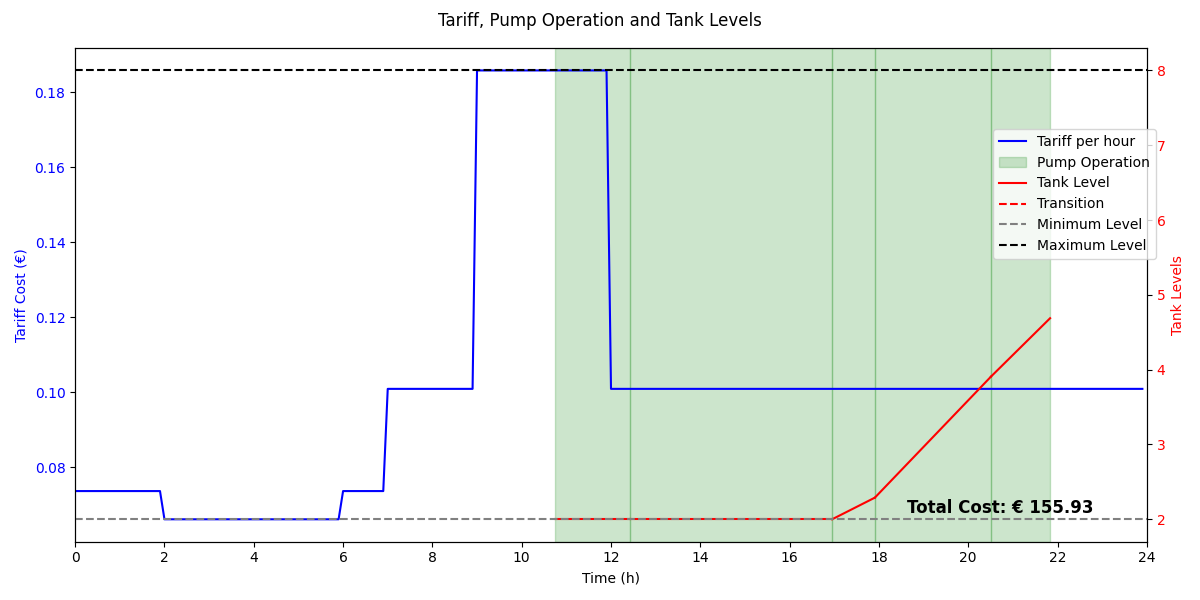 Tariff, Pump Operation and Tank Levels
Tariff Cost (€)
0.18
0.16
0.14
0.12
0.10
0.08
8
7
6
5
4
3
2
Tank Levels
Tariff per hour
Pump Operation
Tank Level
Transition
Minimum Level
Maximum Level
Total Cost: € 155.93
0 2 4 6 8 10 12 14 16 18 20 22 24
Time (h)